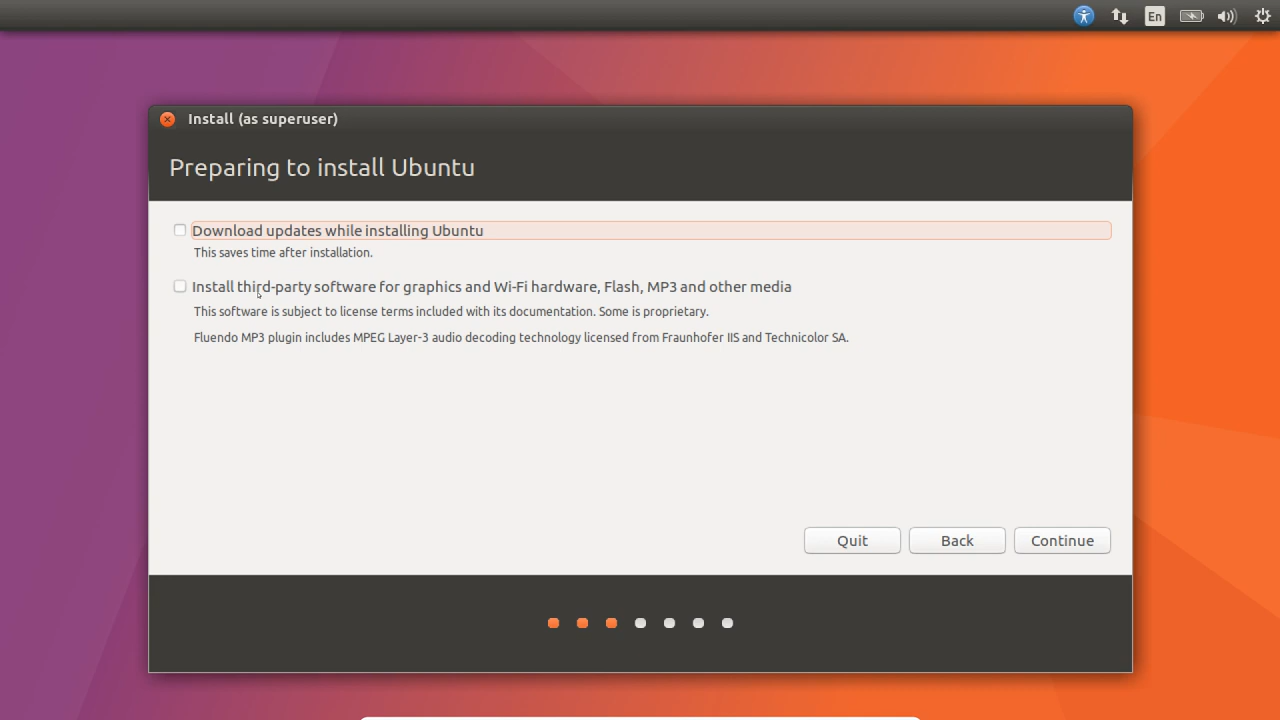 En
Install (as superuser)
Preparing to install Ubuntu
Download updates while installing Ubuntu
This saves time after installation.
Install third-party software for graphics and Wi-Fi hardware, Flash, MP3 and other media
This software is subject to license terms included with its documentation. Some is proprietary.
Fluendo MP3 plugin includes MPEG Layer-3 audio decoding technology licensed from Fraunhofer IIS and Technicolor SA.
Quit Back Continue